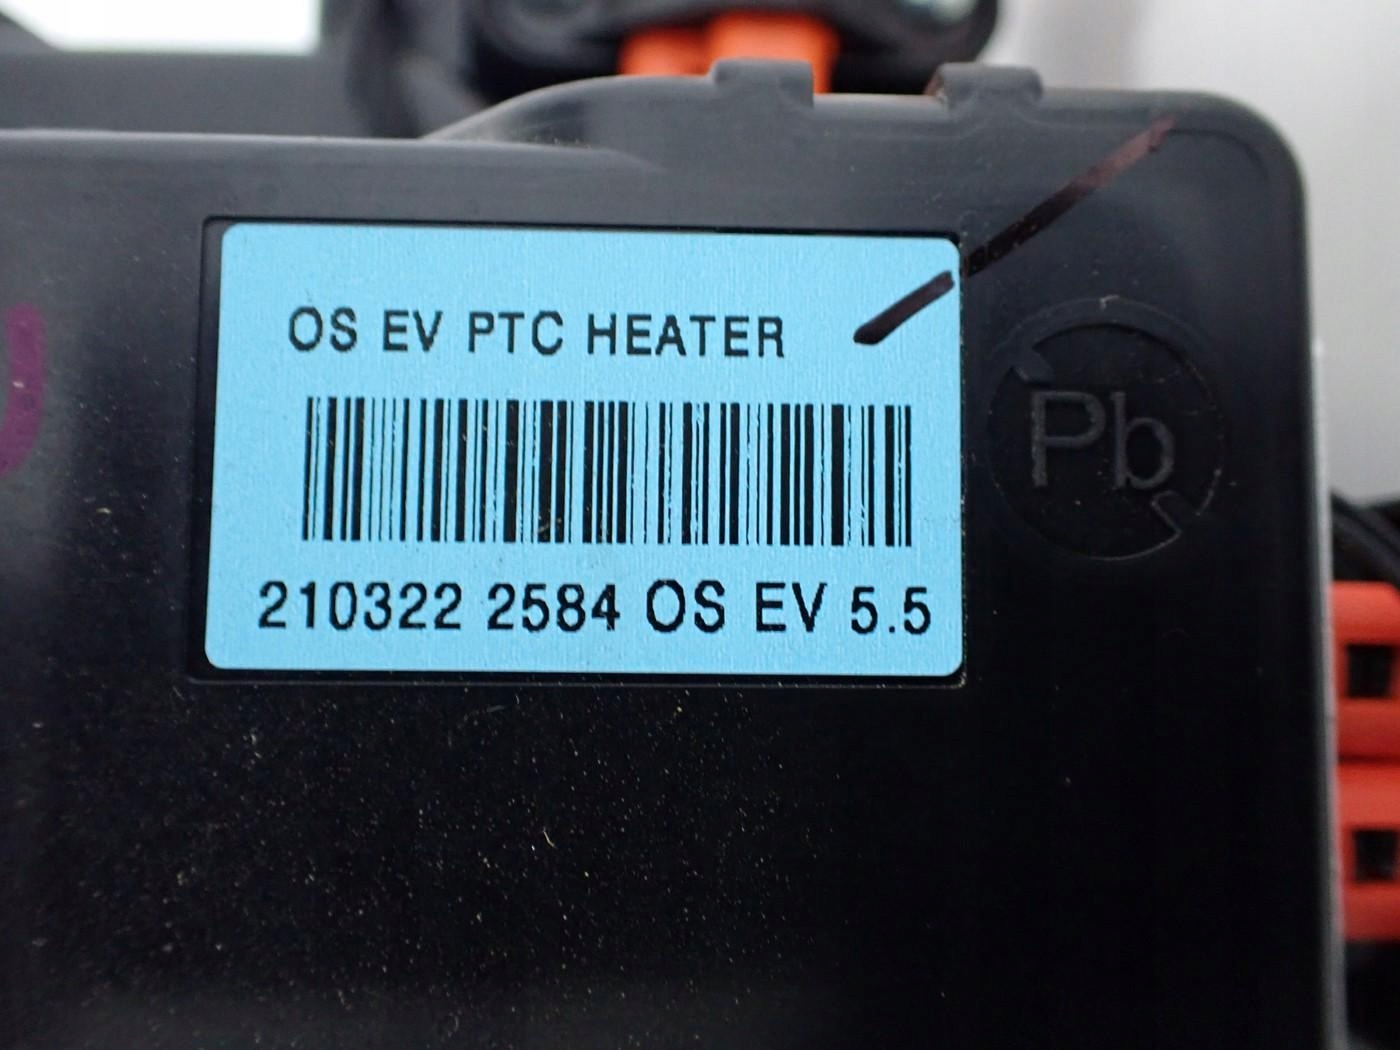 OS EV PTC HEATER
Pb
210322 2584 OS EV 5.5